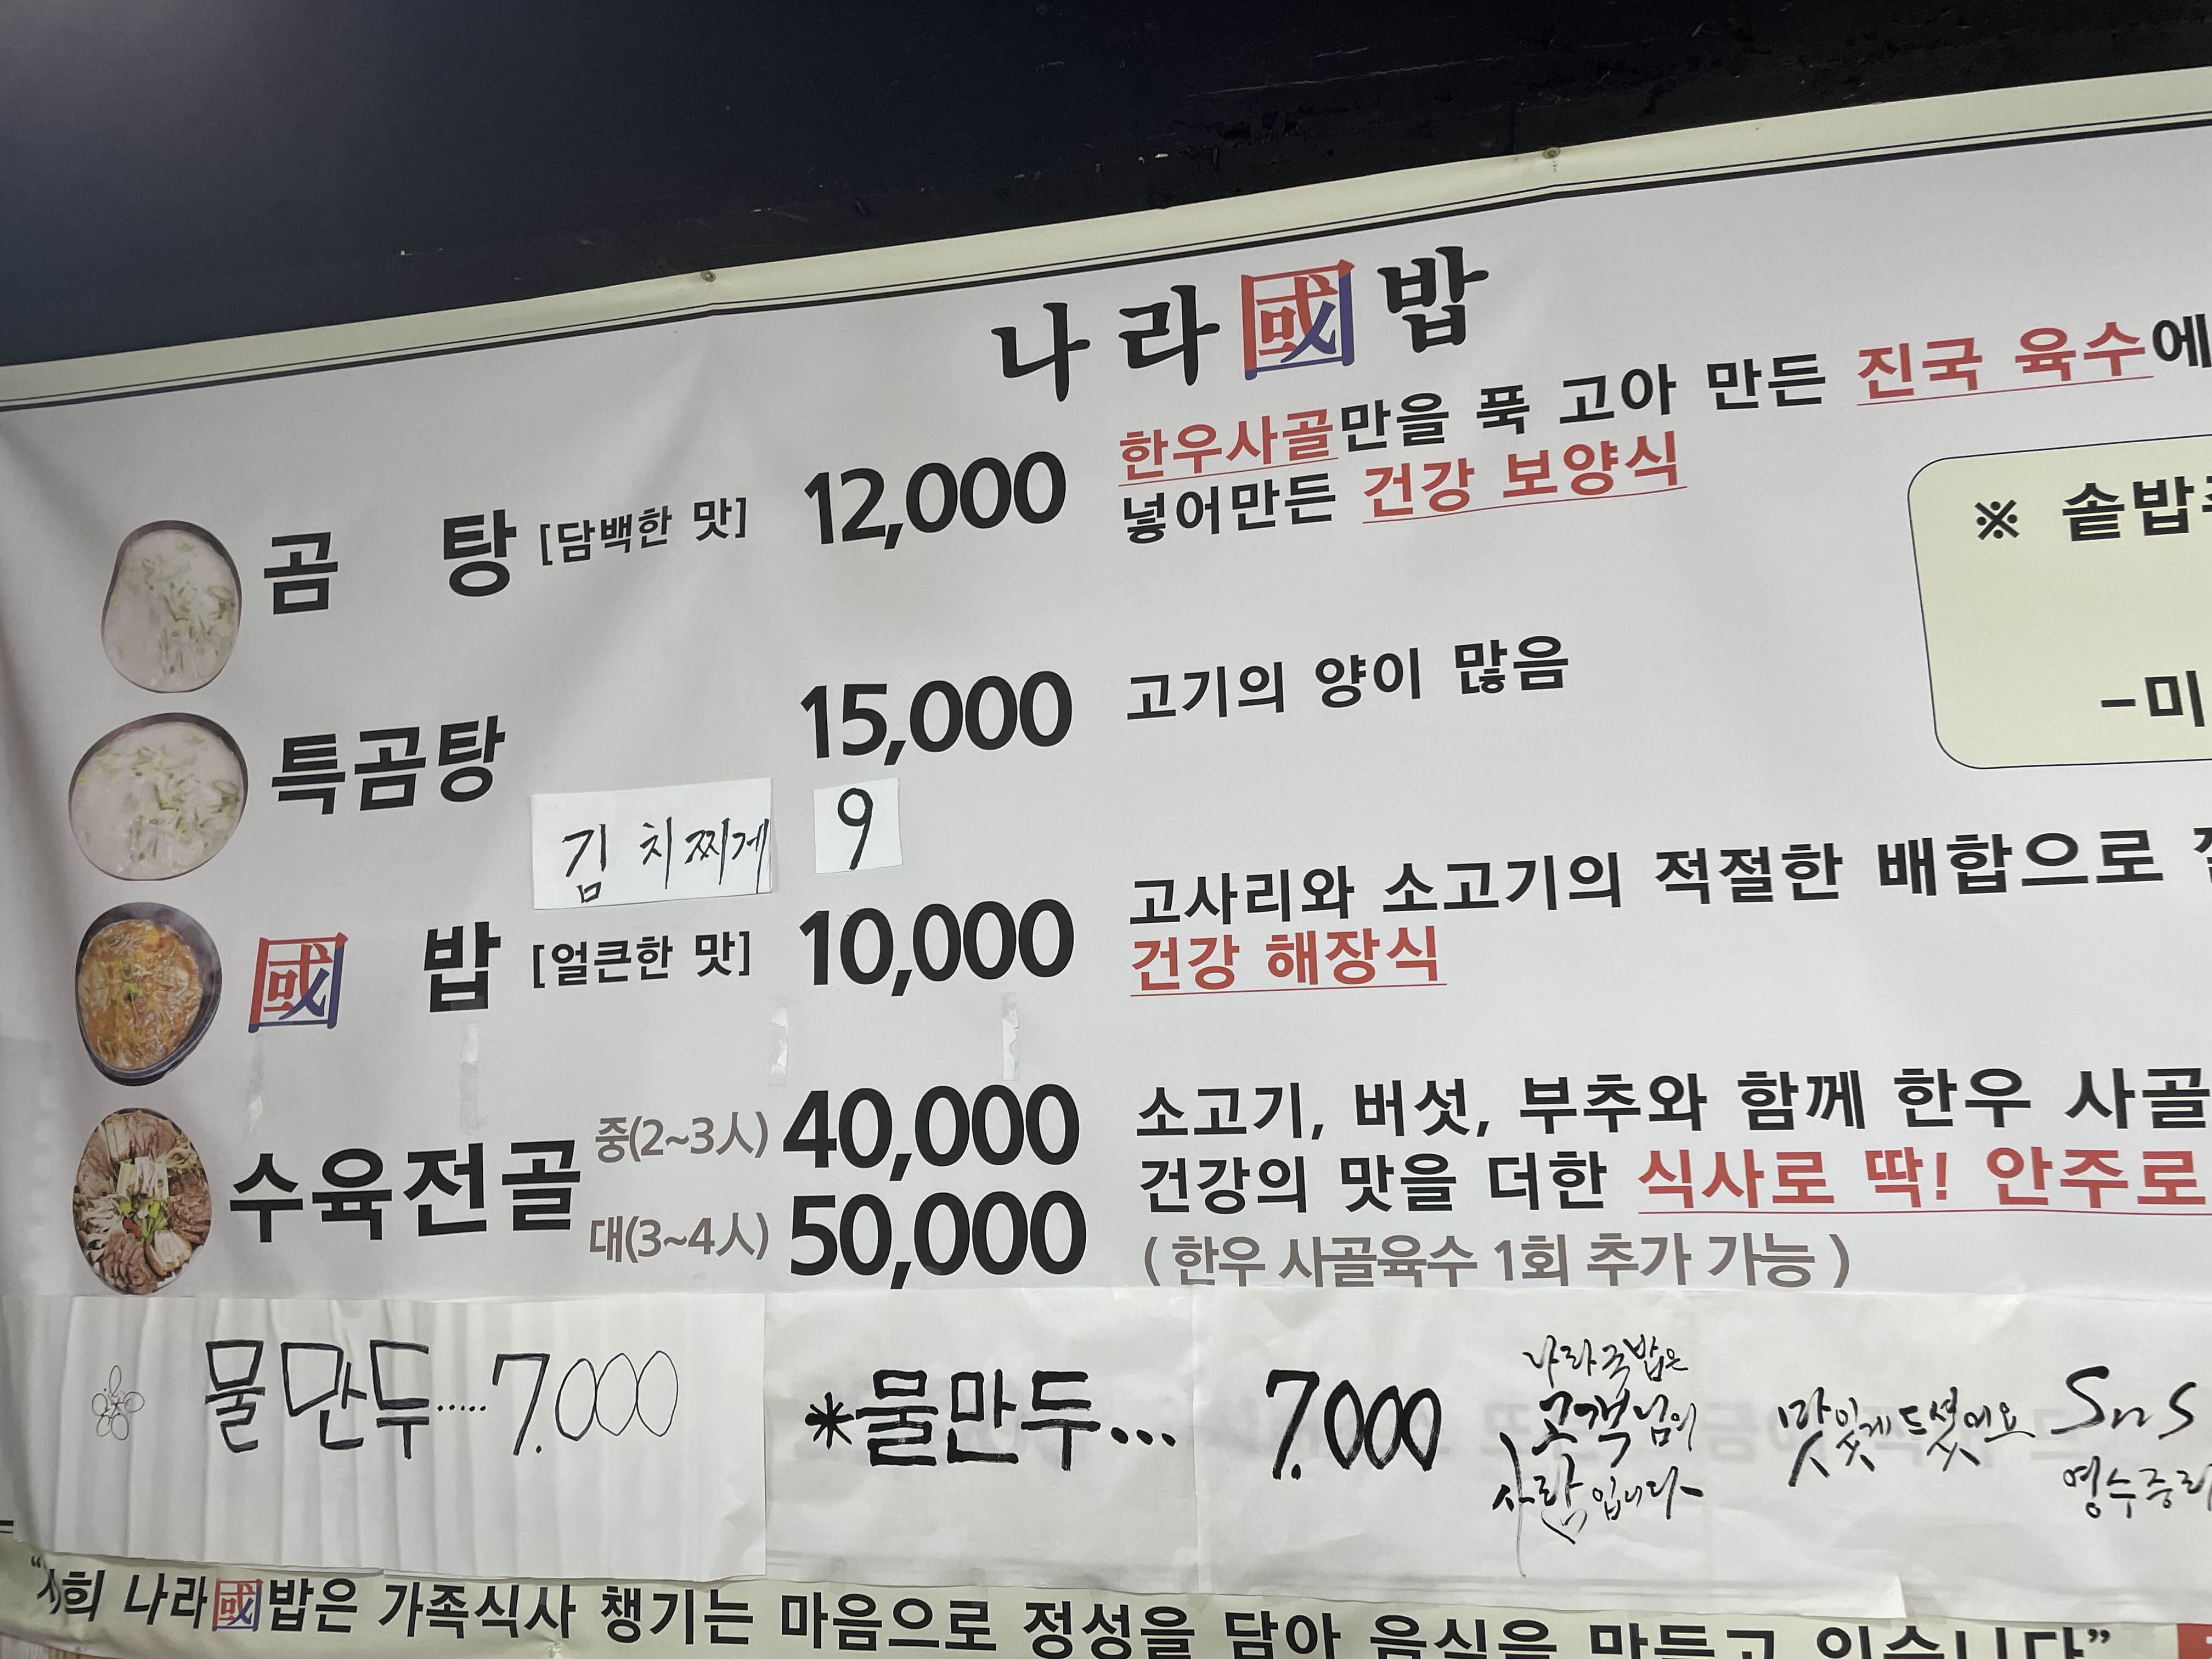 나라國밥
곰 탕 [담백한 맛] 12,000
한우사골만을 푹 고아 만든 진국 육수에
넣어만든 건강 보양식
※ 솥밥
-미
특곰탕 15,000 고기의 양이 많음
김치찌게 9
國 밥 [얼큰한 맛] 10,000
고사리와 소고기의 적절한 배합으로
건강 해장식
수육전골
중(2~3人) 40,000
대(3~4人) 50,000
소고기, 버섯, 부추와 함께 한우 사골
건강의 맛을 더한 식사로 딱! 안주로
( 한우 사골육수 1회 추가 가능 )
물만두..... 7.000
*물만두... 7.000
나라국밥은
고객님의
사랑입니다
맛있게 드셨어요
SnS
영수증리
“저희 나라國밥은 가족식사 챙기는 마음으로 정성을 담아 음식을 만들고 있습니다”